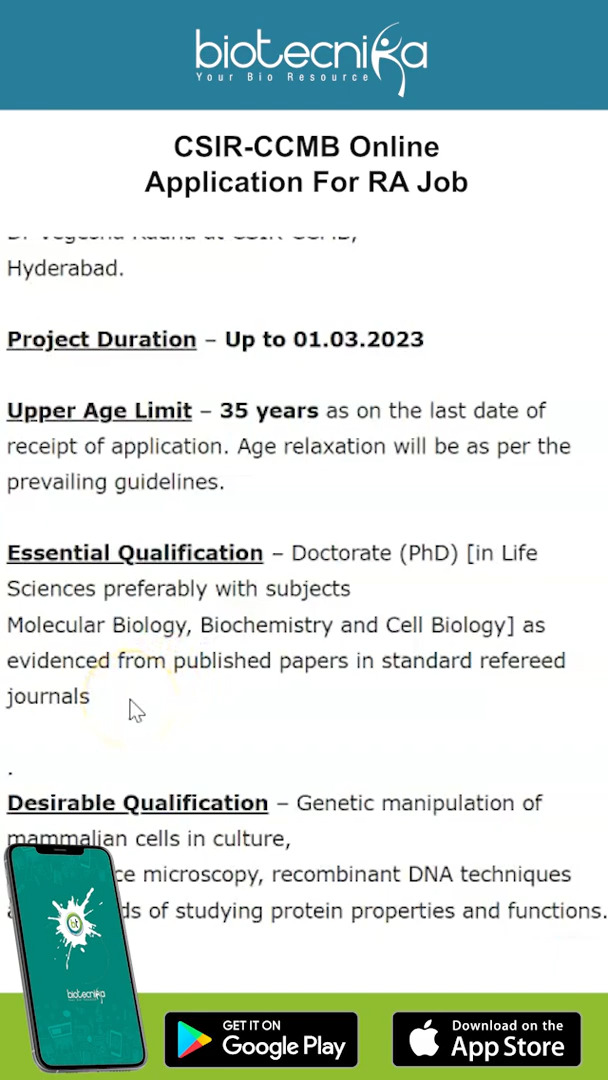 biotecnika
Your Bio Resource
CSIR-CCMB Online
Application For RA Job
Hyderabad.
Project Duration – Up to 01.03.2023
Upper Age Limit – 35 years as on the last date of
receipt of application. Age relaxation will be as per the
prevailing guidelines.
Essential Qualification – Doctorate (PhD) [in Life
Sciences preferably with subjects
Molecular Biology, Biochemistry and Cell Biology] as
evidenced from published papers in standard refereed
journals
.
Desirable Qualification – Genetic manipulation of
mammalian cells in culture,
microscopy, recombinant DNA techniques
of studying protein properties and functions.
bt
biotecnika
GET IT ON
Google Play
Download on the
App Store